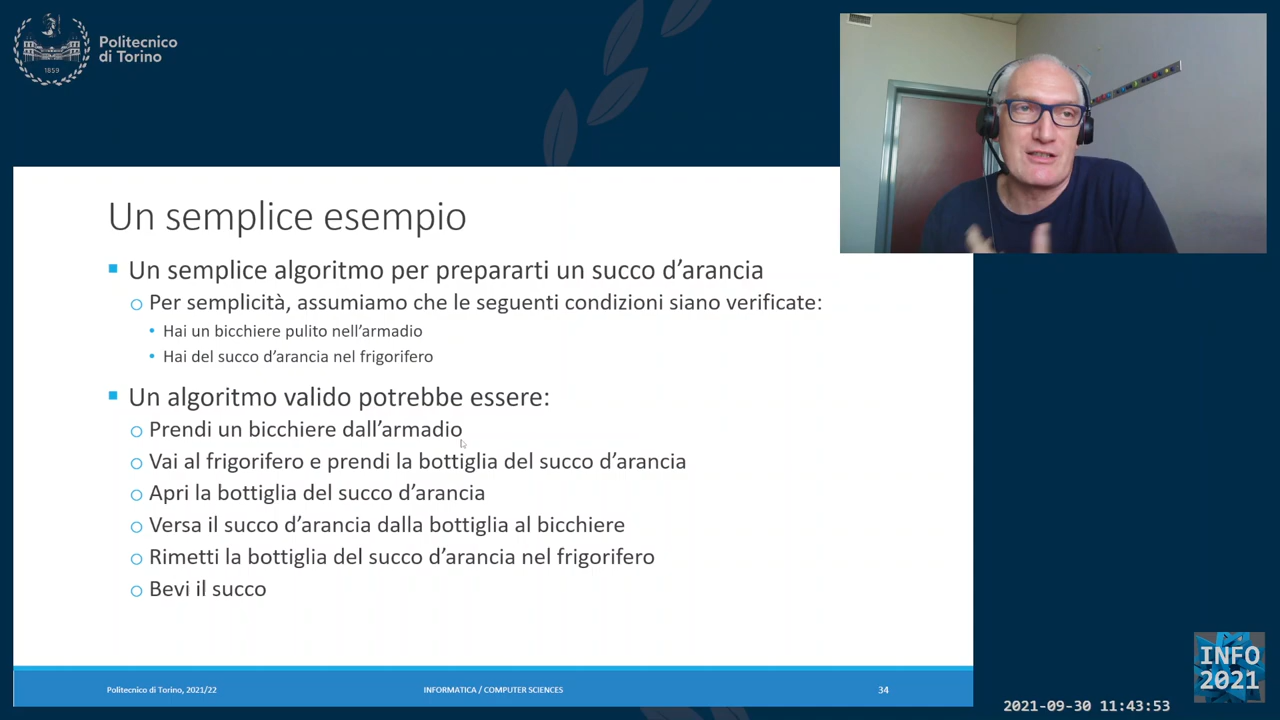 Politecnico
di Torino
1859
Un semplice esempio
Un semplice algoritmo per prepararti un succo d'arancia
Per semplicità, assumiamo che le seguenti condizioni siano verificate:
Hai un bicchiere pulito nell'armadio
Hai del succo d'arancia nel frigorifero
Un algoritmo valido potrebbe essere:
Prendi un bicchiere dall'armadio
Vai al frigorifero e prendi la bottiglia del succo d'arancia
Apri la bottiglia del succo d'arancia
Versa il succo d'arancia dalla bottiglia al bicchiere
Rimetti la bottiglia del succo d'arancia nel frigorifero
Bevi il succo
Politecnico di Torino, 2021/22
INFORMATICA / COMPUTER SCIENCES
34
INFO
2021
2021-09-30 11:43:53